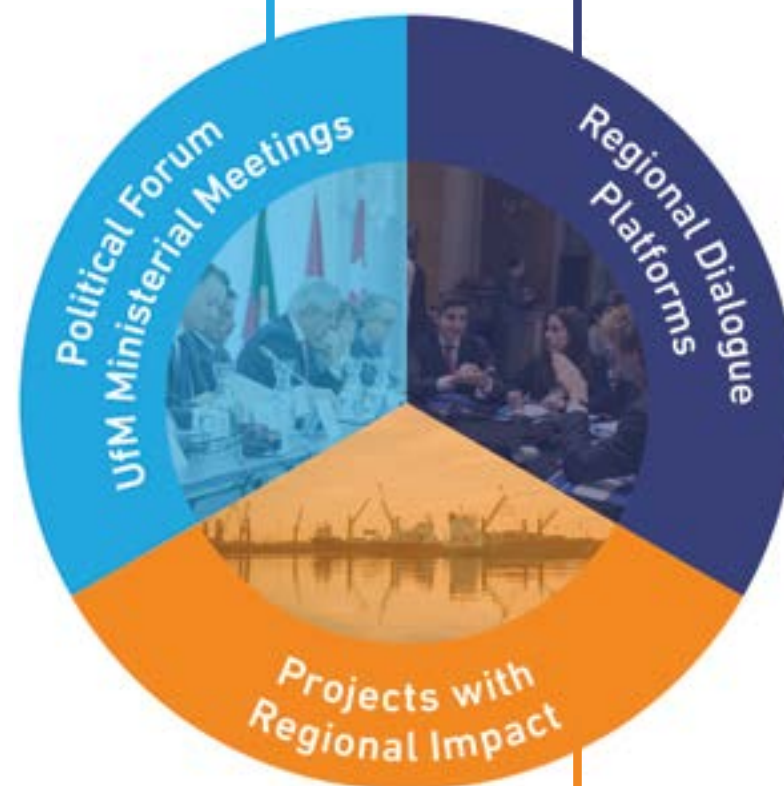 Political Forum
UfM Ministerial Meetings
Regional Dialogue
Platforms
Projects with
Regional Impact